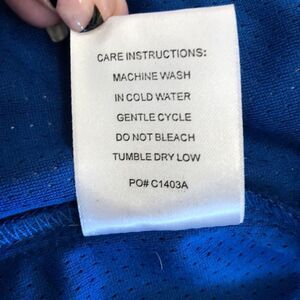 CARE INSTRUCTIONS:
MACHINE WASH
IN COLD WATER
GENTLE CYCLE
DO NOT BLEACH
TUMBLE DRY LOW
PO# C1403A